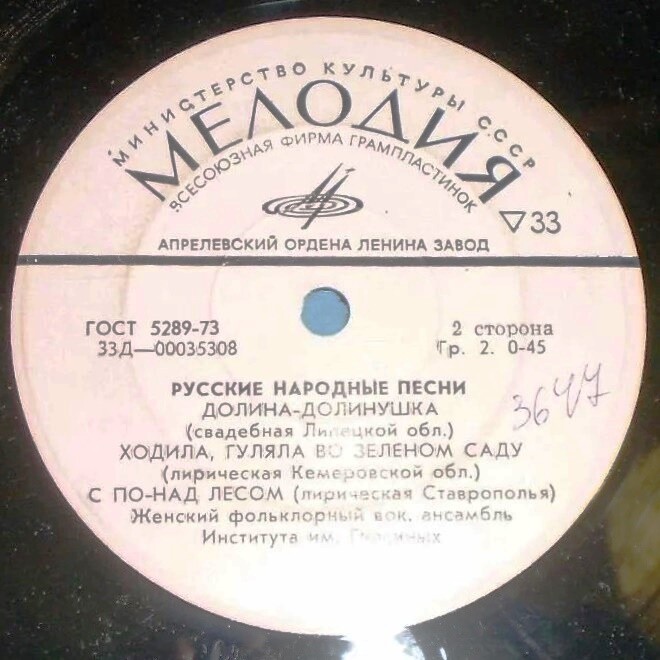 МИНИСТЕРСТВО КУЛЬТУРЫ СССР
МЕЛОДИЯ
ВСЕСОЮЗНАЯ ФИРМА ГРАМПЛАСТИНОК
33
АПРЕЛЕВСКИЙ ОРДЕНА ЛЕНИНА ЗАВОД
ГОСТ 5289-73
2 сторона
33Д—00035308
Гр. 2. 0-45
РУССКИЕ НАРОДНЫЕ ПЕСНИ
ДОЛИНА-ДОЛИНУШКА
(свадебная Липецкой обл.)
3647
ХОДИЛА, ГУЛЯЛА ВО ЗЕЛЕНОМ САДУ
(лирическая Кемеровской обл.)
С ПО-НАД ЛЕСОМ (лирическая Ставрополья)
Женский фольклорный вок. ансамбль
Института им. Гнесиных